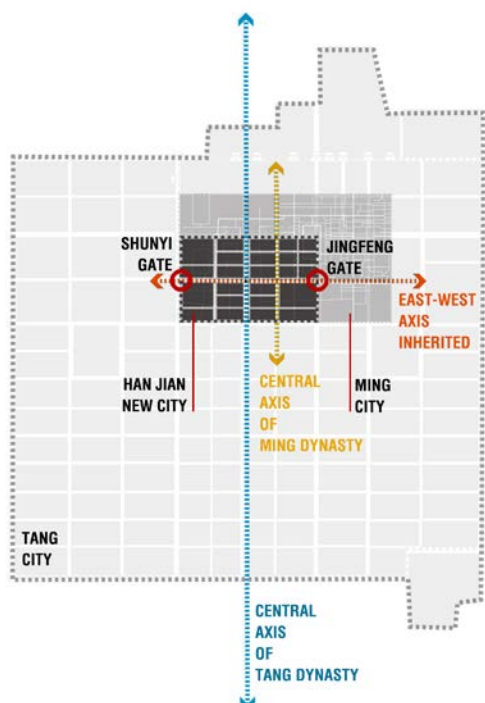 SHUNYI
GATE
JINGFENG
GATE
EAST-WEST
AXIS
INHERITED
HAN JIAN
NEW CITY
CENTRAL
AXIS
OF
MING DYNASTY
MING
CITY
TANG
CITY
CENTRAL
AXIS
OF
TANG DYNASTY